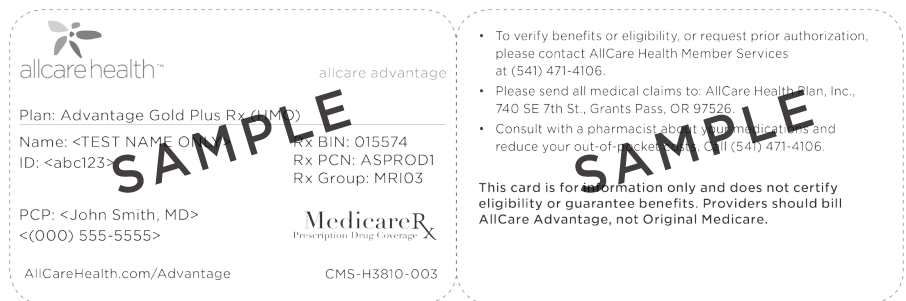 allcare health™
allcare advantage
Plan: Advantage Gold Plus Rx (HMO)
Name: <TEST NAME ONLY>
ID: <abc123>
Rx BIN: 015574
Rx PCN: ASPROD1
Rx Group: MRI03
SAMPLE
PCP: <John Smith, MD>
<(000) 555-5555>
MedicareRx
Prescription Drug Coverage
AllCareHealth.com/Advantage
CMS-H3810-003
• To verify benefits or eligibility, or request prior authorization,
please contact AllCare Health Member Services
at (541) 471-4106.
• Please send all medical claims to: AllCare Health Plan, Inc.,
740 SE 7th St., Grants Pass, OR 97526.
• Consult with a pharmacist about your medications and
reduce your out-of-pocket costs. Call (541) 471-4106.
SAMPLE
This card is for information only and does not certify
eligibility or guarantee benefits. Providers should bill
AllCare Advantage, not Original Medicare.